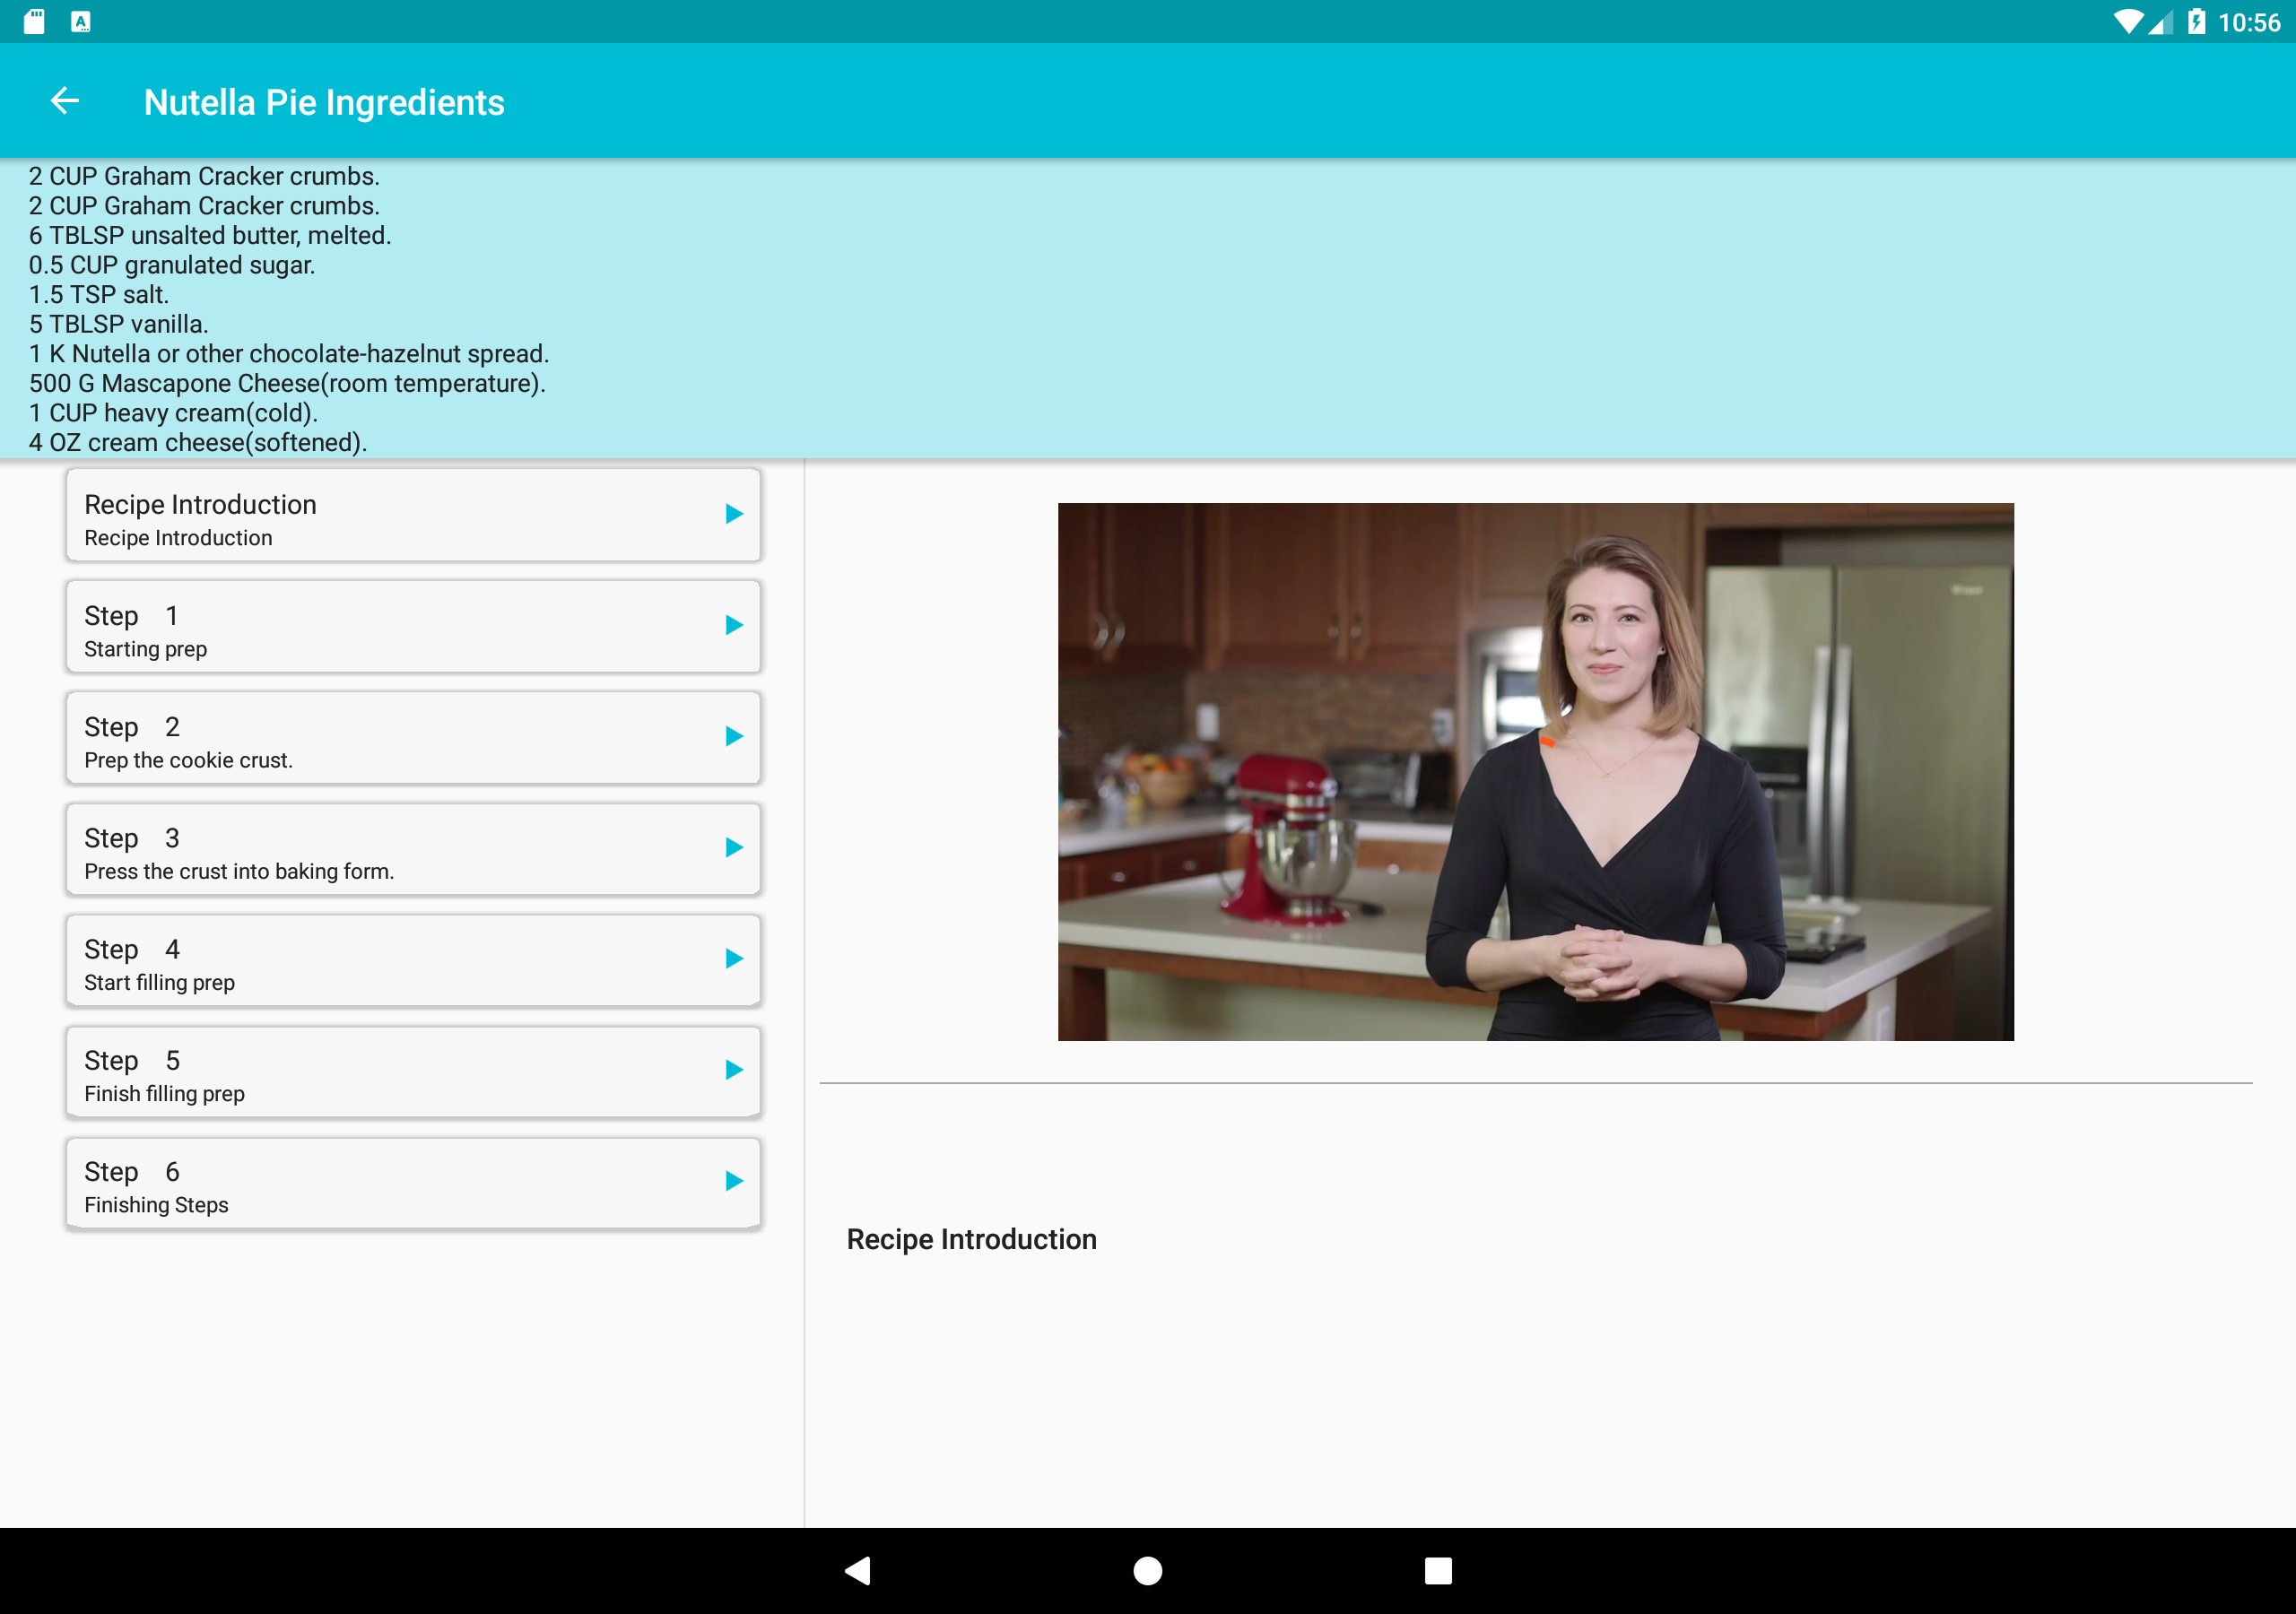 10:56
Nutella Pie Ingredients
2 CUP Graham Cracker crumbs.
2 CUP Graham Cracker crumbs.
6 TBLSP unsalted butter, melted.
0.5 CUP granulated sugar.
1.5 TSP salt.
5 TBLSP vanilla.
1 K Nutella or other chocolate-hazelnut spread.
500 G Mascapone Cheese(room temperature).
1 CUP heavy cream(cold).
4 OZ cream cheese(softened).
Recipe Introduction
Recipe Introduction
Step 1
Starting prep
Step 2
Prep the cookie crust.
Step 3
Press the crust into baking form.
Step 4
Start filling prep
Step 5
Finish filling prep
Step 6
Finishing Steps
Recipe Introduction